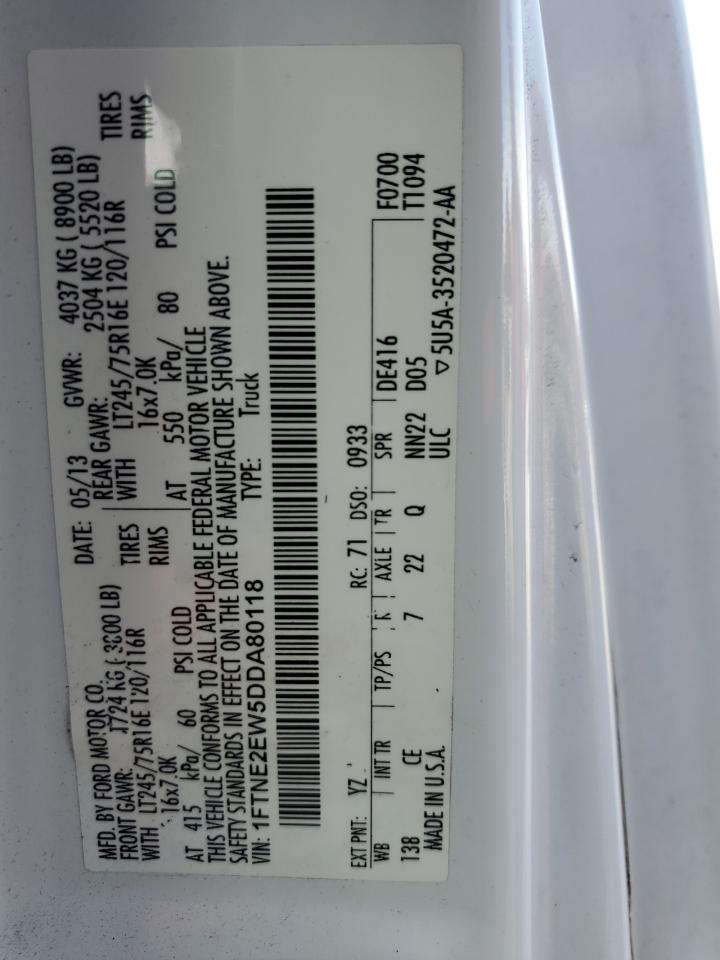 MFD. BY FORD MOTOR CO. DATE: 05/13 GVWR: 4037 KG ( 8900 LB)
FRONT GAWR: 1724 KG ( 3800 LB) REAR GAWR: 2504 KG ( 5520 LB)
WITH LT245/75R16E 120/116R TIRES WITH LT245/75R16E 120/116R TIRES
16x7.0K RIMS 16x7.0K RIMS
AT 415 kPa/ 60 PSI COLD AT 550 kPa/ 80 PSI COLD
THIS VEHICLE CONFORMS TO ALL APPLICABLE FEDERAL MOTOR VEHICLE
SAFETY STANDARDS IN EFFECT ON THE DATE OF MANUFACTURE SHOWN ABOVE.
VIN: 1FTNE2EW5DDA80118 TYPE: Truck
EXT PNT: YZ RC: 71 DSO: 0933
WB INT TR TP/PS R AXLE TR SPR DE416 F0700
138 CE 7 22 Q NN22 D05 T1094
MADE IN U.S.A. ULC ▽5U5A-3520472-AA